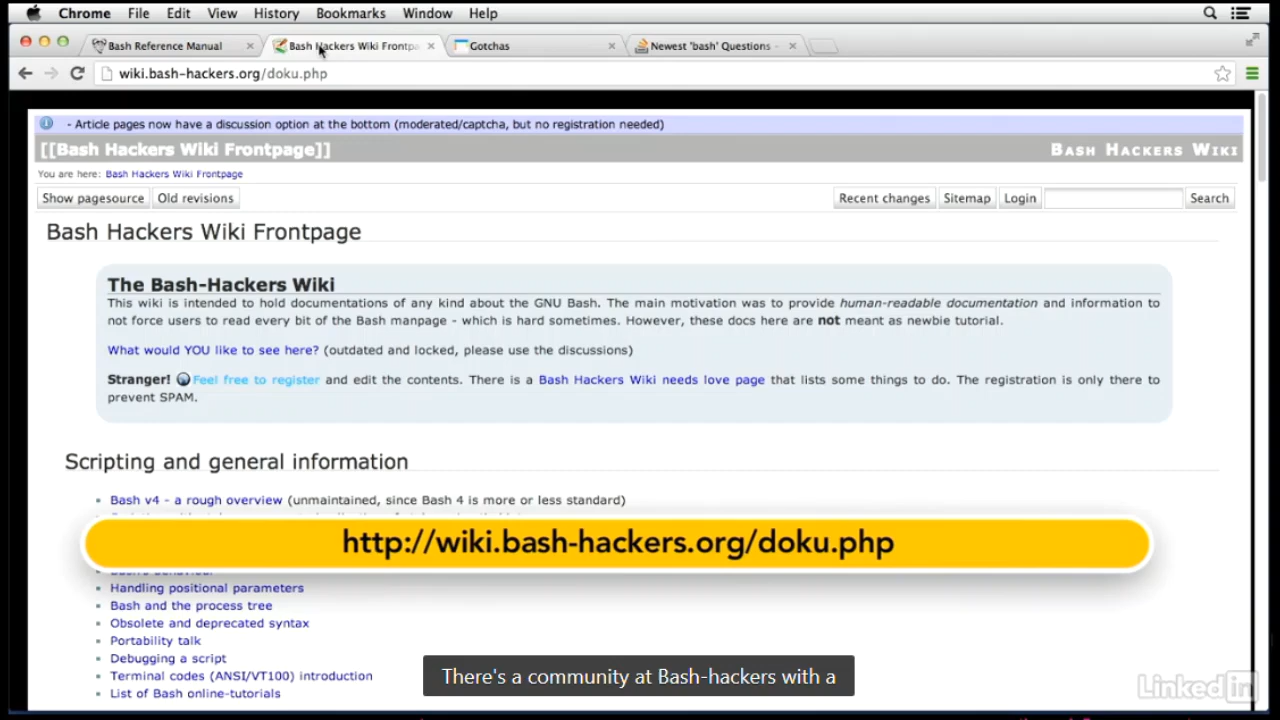 Chrome File Edit View History Bookmarks Window Help
Bash Reference Manual
Bash Hackers Wiki Frontpa
Gotchas
Newest 'bash' Questions -
wiki.bash-hackers.org/doku.php
- Article pages now have a discussion option at the bottom (moderated/captcha, but no registration needed)
[[Bash Hackers Wiki Frontpage]]
BASH HACKERS WIKI
You are here: Bash Hackers Wiki Frontpage
Show pagesource Old revisions
Recent changes Sitemap Login Search
Bash Hackers Wiki Frontpage
The Bash-Hackers Wiki
This wiki is intended to hold documentations of any kind about the GNU Bash. The main motivation was to provide human-readable documentation and information to
not force users to read every bit of the Bash manpage - which is hard sometimes. However, these docs here are not meant as newbie tutorial.
What would YOU like to see here? (outdated and locked, please use the discussions)
Stranger! Feel free to register and edit the contents. There is a Bash Hackers Wiki needs love page that lists some things to do. The registration is only there to
prevent SPAM.
Scripting and general information
Bash v4 - a rough overview (unmaintained, since Bash 4 is more or less standard)
http://wiki.bash-hackers.org/doku.php
Handling positional parameters
Bash and the process tree
Obsolete and deprecated syntax
Portability talk
Debugging a script
Terminal codes (ANSI/VT100) introduction
List of Bash online-tutorials
There's a community at Bash-hackers with a
Linked in